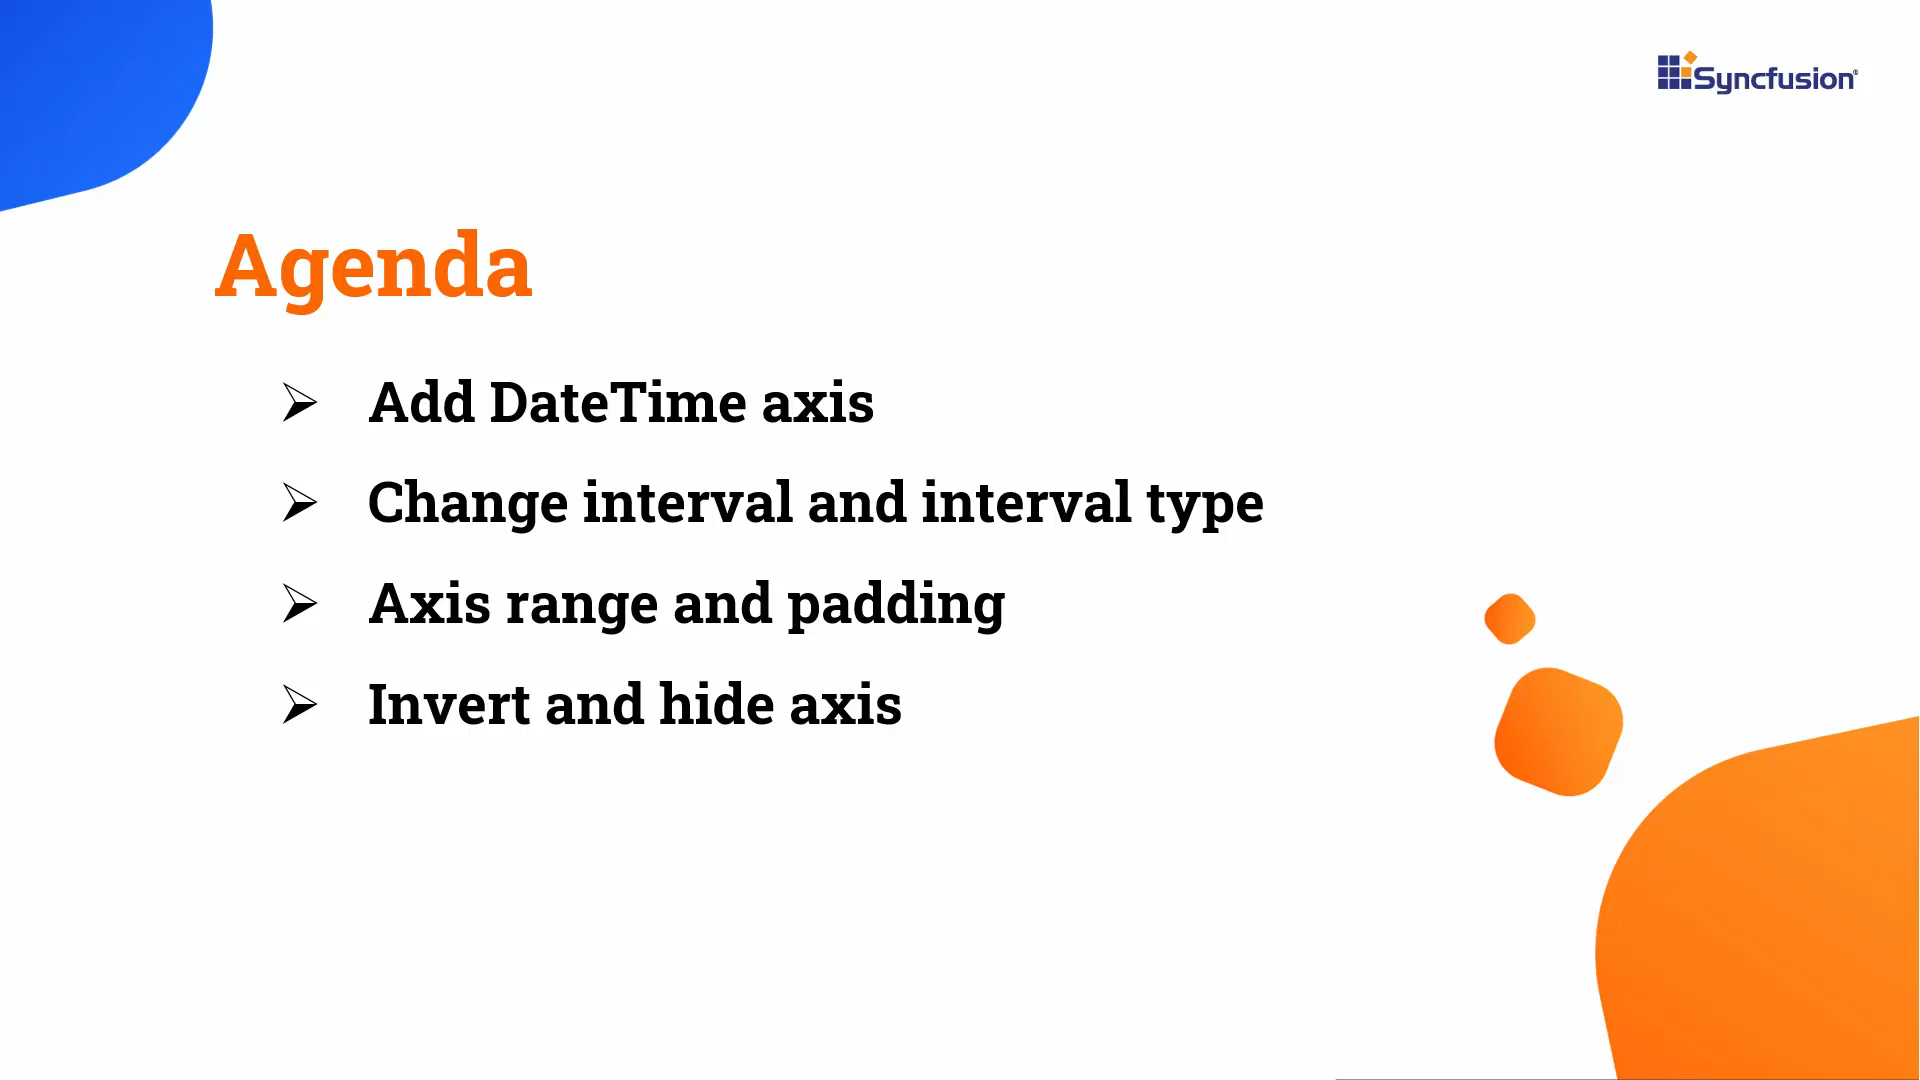 Syncfusion®
Agenda
➢ Add DateTime axis
➢ Change interval and interval type
➢ Axis range and padding
➢ Invert and hide axis